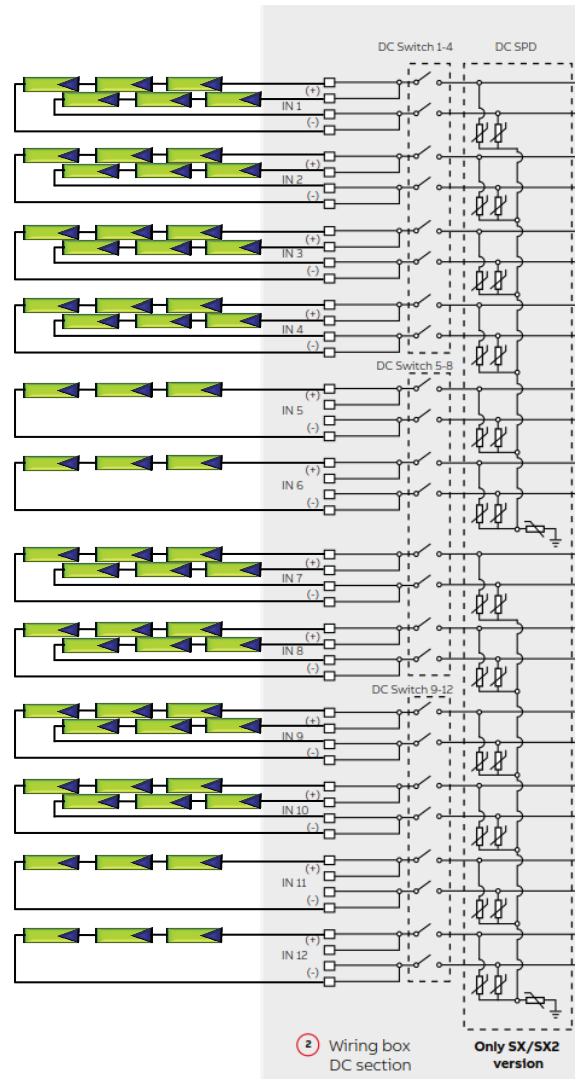 DC Switch 1-4 DC SPD
(+)
IN 1
(-)
(+)
IN 2
(-)
(+)
IN 3
(-)
(+)
IN 4
(-)
DC Switch 5-8
(+)
IN 5
(-)
(+)
IN 6
(-)
(+)
IN 7
(-)
(+)
IN 8
(-)
DC Switch 9-12
(+)
IN 9
(-)
(+)
IN 10
(-)
(+)
IN 11
(-)
(+)
IN 12
(-)
2 Wiring box
DC section
Only SX/SX2
version